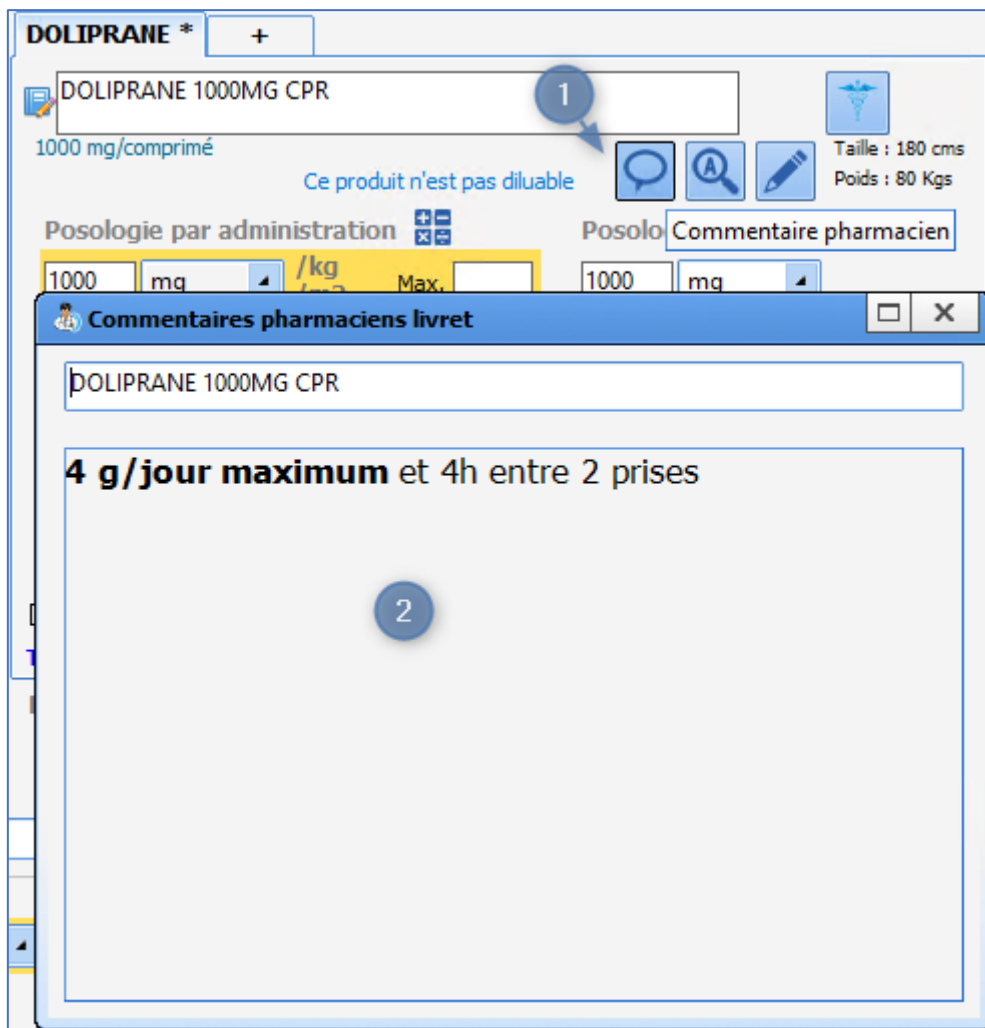 DOLIPRANE * +
DOLIPRANE 1000MG CPR
1
1000 mg/comprimé
Ce produit n'est pas diluable
A
Taille : 180 cms
Poids : 80 Kgs
Posologie par administration
Posolo
Commentaire pharmacien
1000 mg /kg Max. 1000 mg
Commentaires pharmaciens livret
DOLIPRANE 1000MG CPR
4 g/jour maximum et 4h entre 2 prises
2